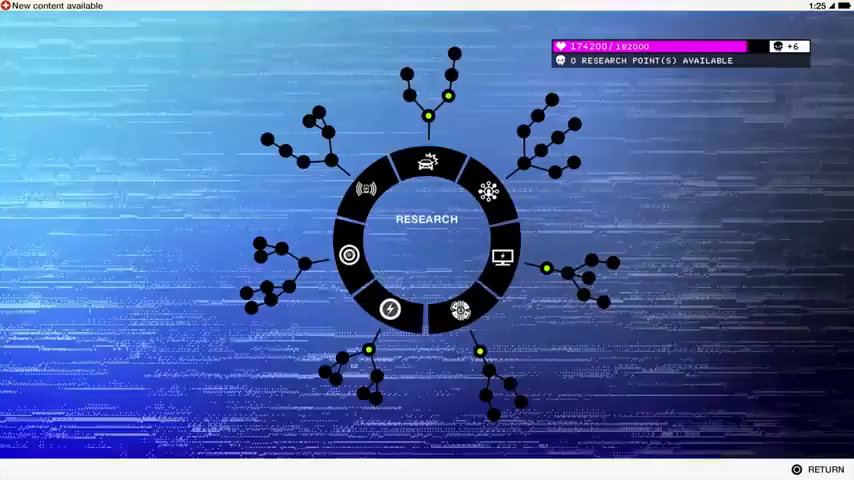 New content available
1:25
174200/182000
+6
0 RESEARCH POINT(S) AVAILABLE
RESEARCH
RETURN